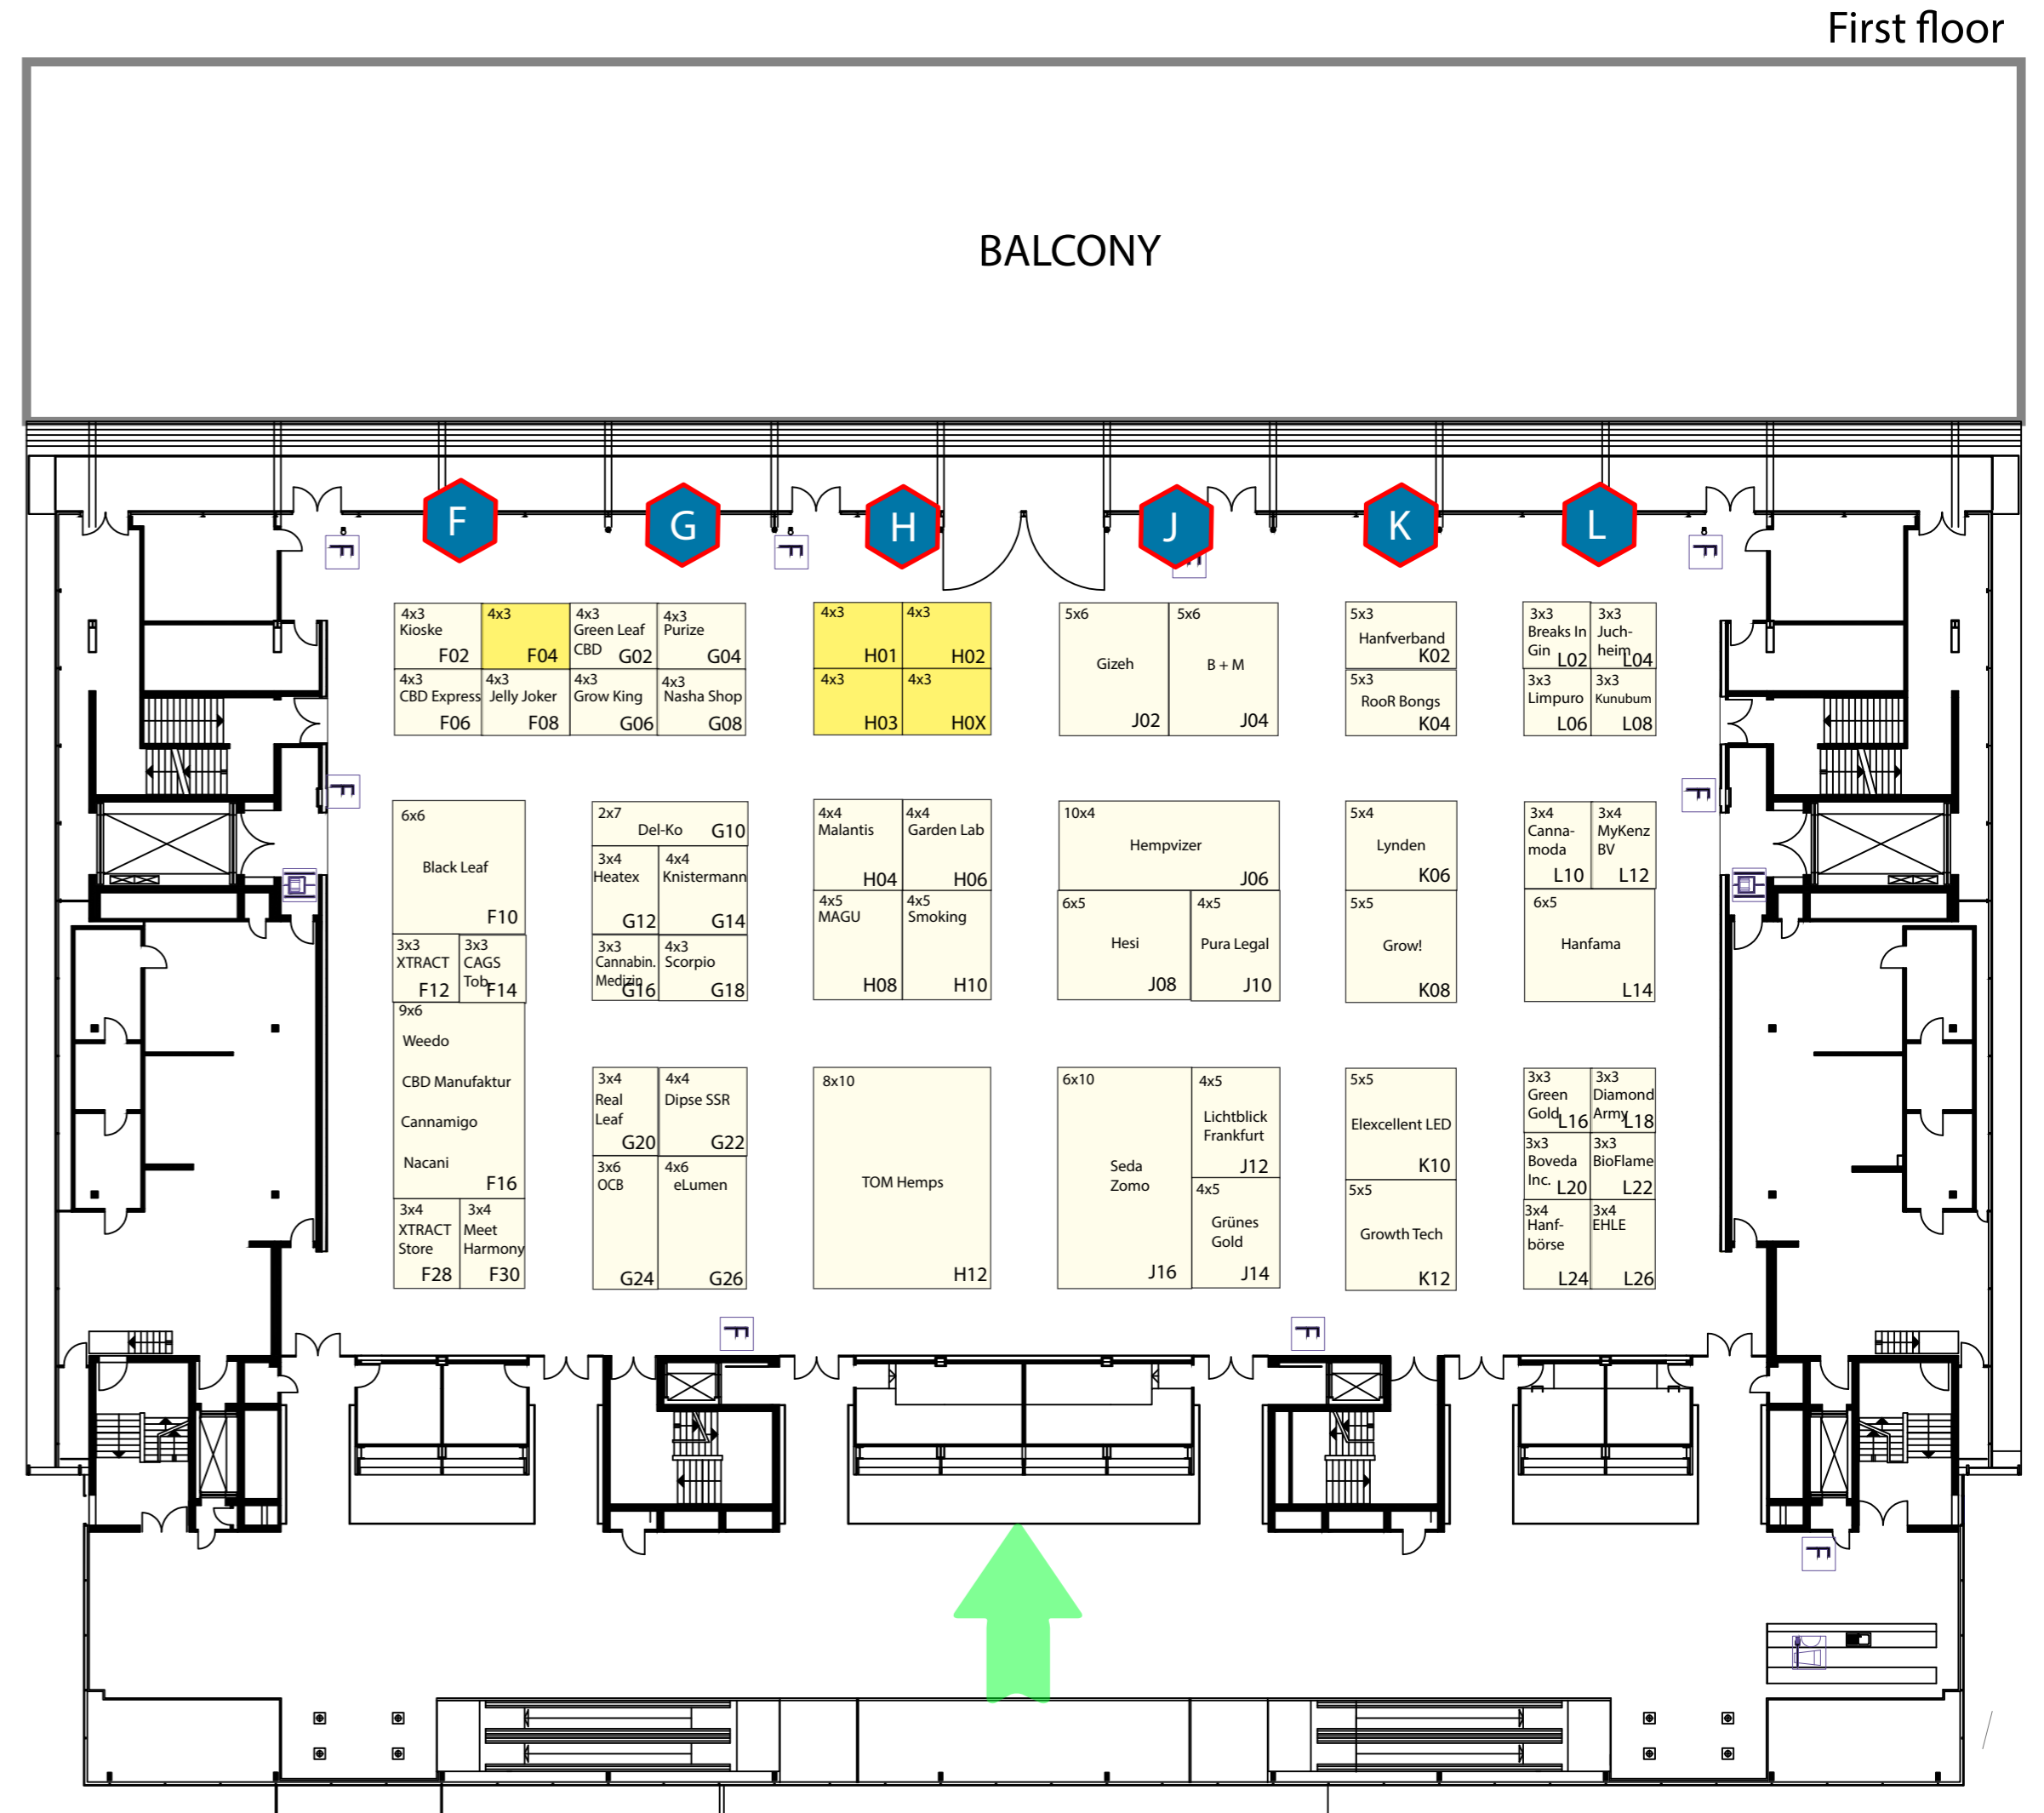 First floor
BALCONY
F
G
H
J
K
L
F
F
F
F
4x3
Kioske
F02
4x3
F04
4x3
Green Leaf
CBD
G02
4x3
Purize
G04
4x3
CBD Express
F06
4x3
Jelly Joker
F08
4x3
Grow King
G06
4x3
Nasha Shop
G08
4x3
H01
4x3
H02
4x3
H03
4x3
H0X
5x6
Gizeh
J02
5x6
B + M
J04
5x3
Hanfverband
K02
5x3
RooR Bongs
K04
3x3
Breaks In
Gin
L02
3x3
Juch-
heim
L04
3x3
Limpuro
L06
3x3
Kunubum
L08
F
F
6x6
Black Leaf
F10
3x3
XTRACT
F12
3x3
CAGS
Tob.
F14
9x6
Weedo
CBD Manufaktur
Cannamigo
Nacani
F16
3x4
XTRACT
Store
F28
3x4
Meet
Harmony
F30
2x7
Del-Ko
G10
3x4
Heatex
G12
4x4
Knistermann
G14
3x3
Cannabin.
Medizin
G16
4x3
Scorpio
G18
3x4
Real
Leaf
G20
4x4
Dipse SSR
G22
3x6
OCB
G24
4x6
eLumen
G26
4x4
Malantis
H04
4x4
Garden Lab
H06
4x5
MAGU
H08
4x5
Smoking
H10
8x10
TOM Hemps
H12
10x4
Hempvizer
J06
6x5
Hesi
J08
4x5
Pura Legal
J10
6x10
Seda
Zomo
J16
4x5
Lichtblick
Frankfurt
J12
4x5
Grünes
Gold
J14
5x4
Lynden
K06
5x5
Grow!
K08
5x5
Elexcellent LED
K10
5x5
Growth Tech
K12
3x4
Canna-
moda
L10
3x4
MyKenz
BV
L12
6x5
Hanfama
L14
3x3
Green
Gold
L16
3x3
Diamond
Army
L18
3x3
Boveda
Inc.
L20
3x3
BioFlame
L22
3x4
Hanf-
börse
L24
3x4
EHLE
L26
F
F
F